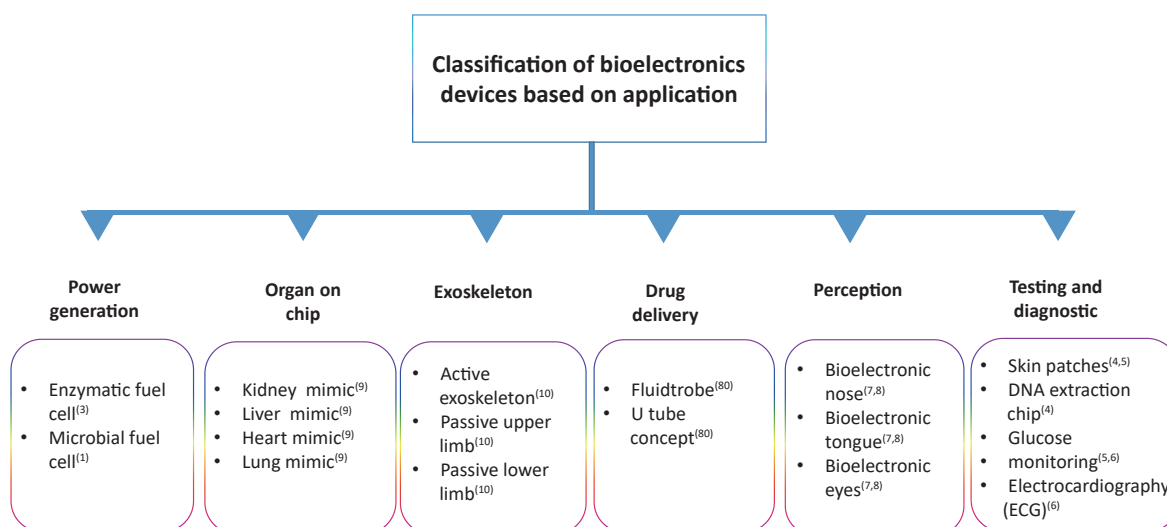 Classification of bioelectronics
devices based on application
Power
generation
• Enzymatic fuel
cell(3)
• Microbial fuel
cell(1)
Organ on
chip
• Kidney mimic(9)
• Liver mimic(9)
• Heart mimic(9)
• Lung mimic(9)
Exoskeleton
• Active
exoskeleton(10)
• Passive upper
limb(10)
• Passive lower
limb(10)
Drug
delivery
• Fluidtrobe(80)
• U tube
concept(80)
Perception
• Bioelectronic
nose(7,8)
• Bioelectronic
tongue(7,8)
• Bioelectronic
eyes(7,8)
Testing and
diagnostic
• Skin patches(4,5)
• DNA extraction
chip(4)
• Glucose
• monitoring(5,6)
• Electrocardiography
(ECG)(6)